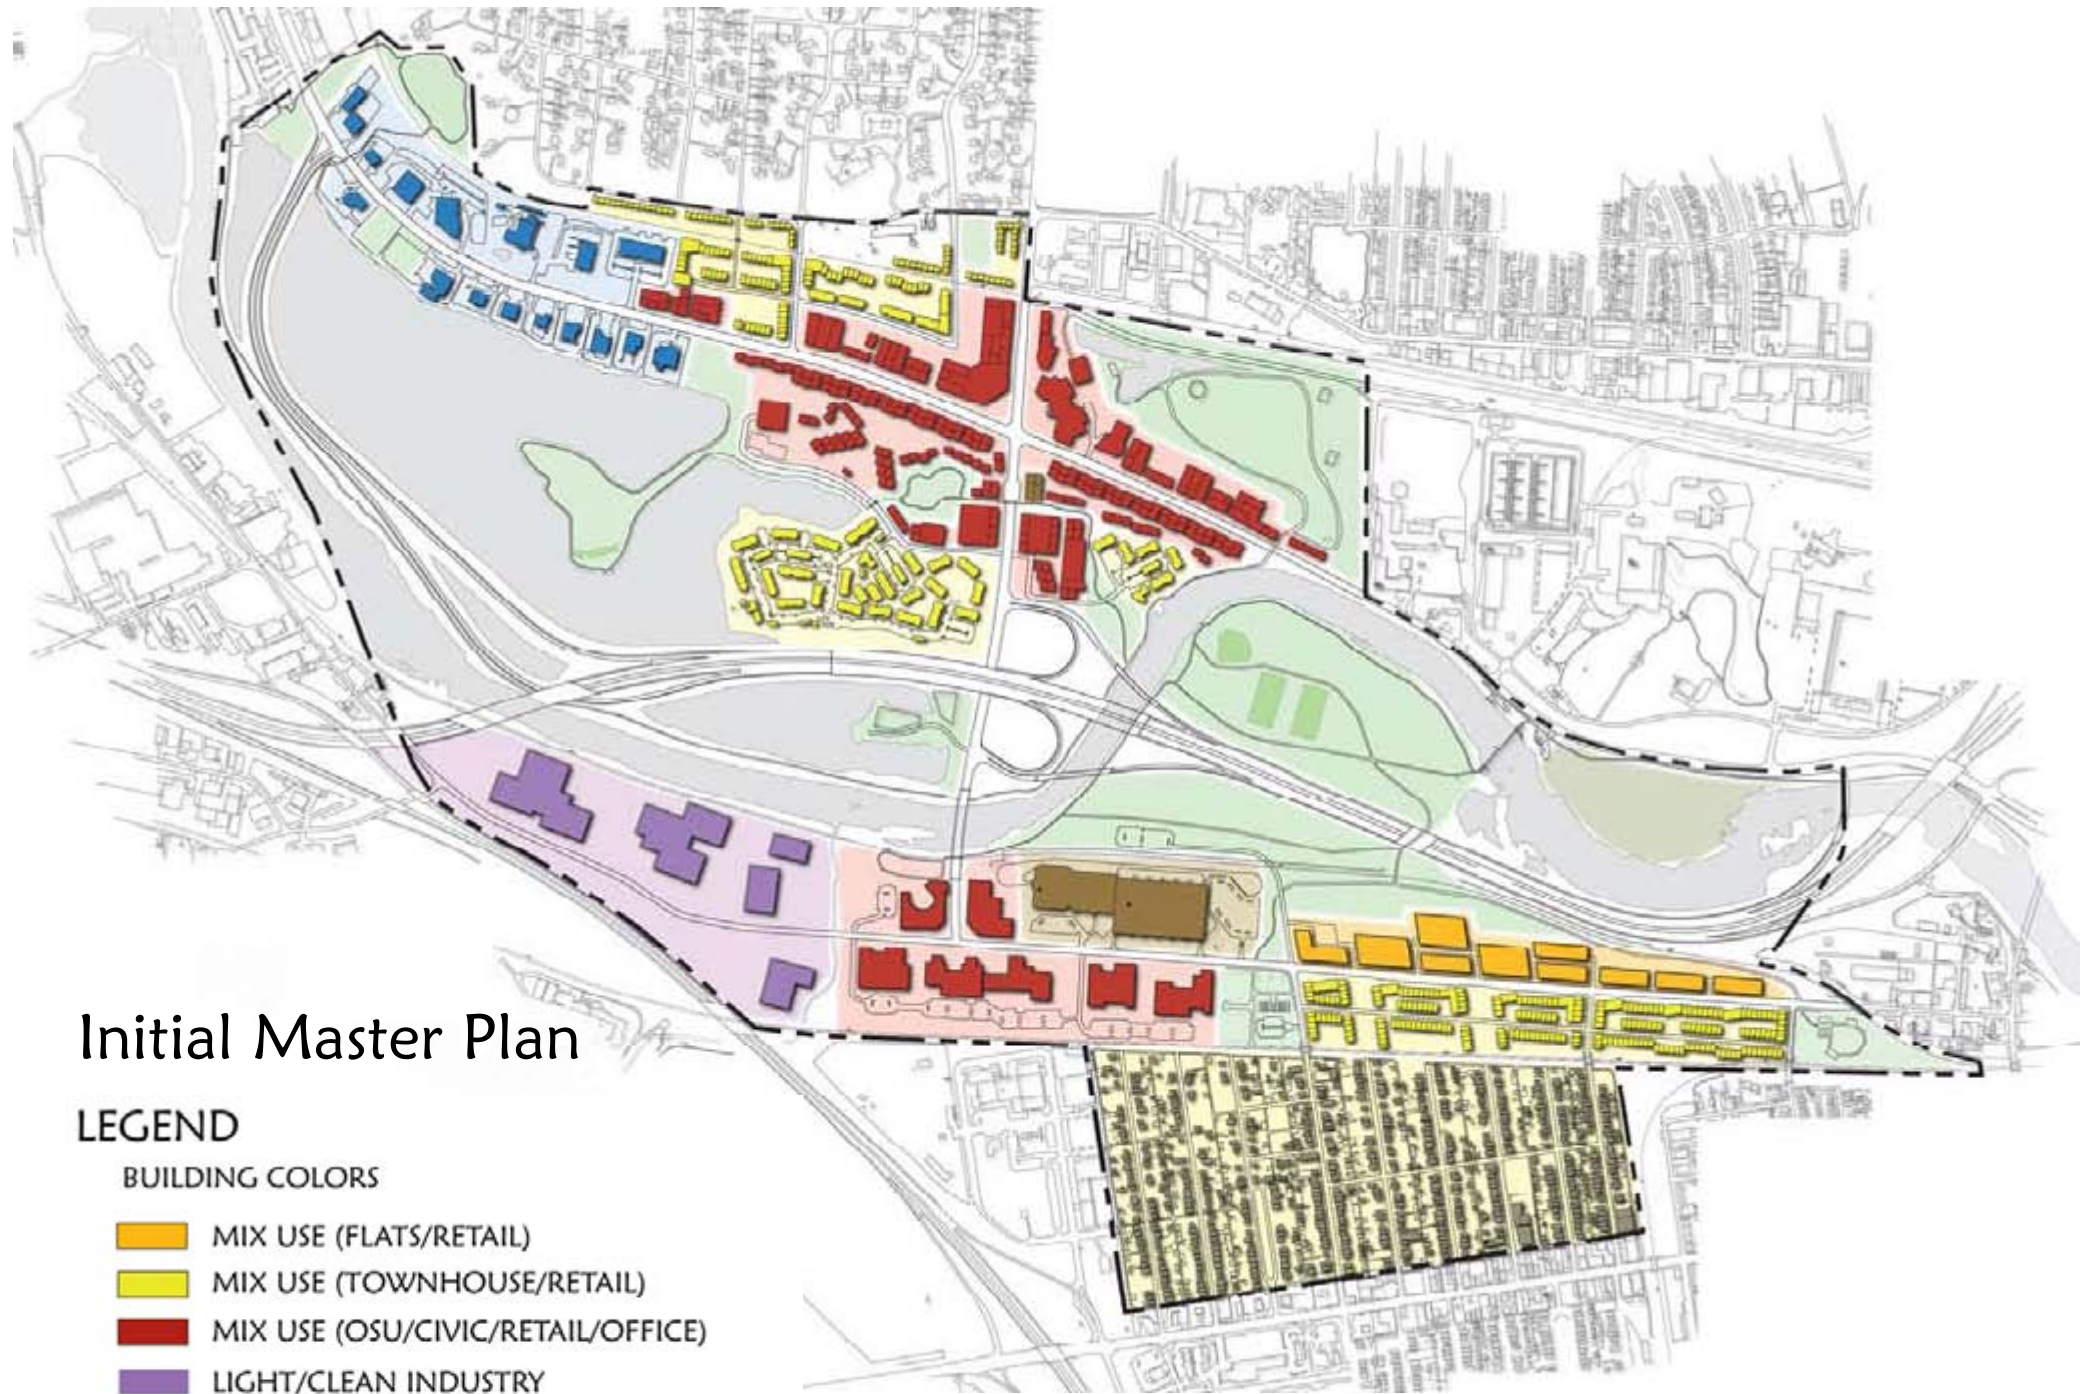 Initial Master Plan
LEGEND
BUILDING COLORS
MIX USE (FLATS/RETAIL)
MIX USE (TOWNHOUSE/RETAIL)
MIX USE (OSU/CIVIC/RETAIL/OFFICE)
LIGHT/CLEAN INDUSTRY